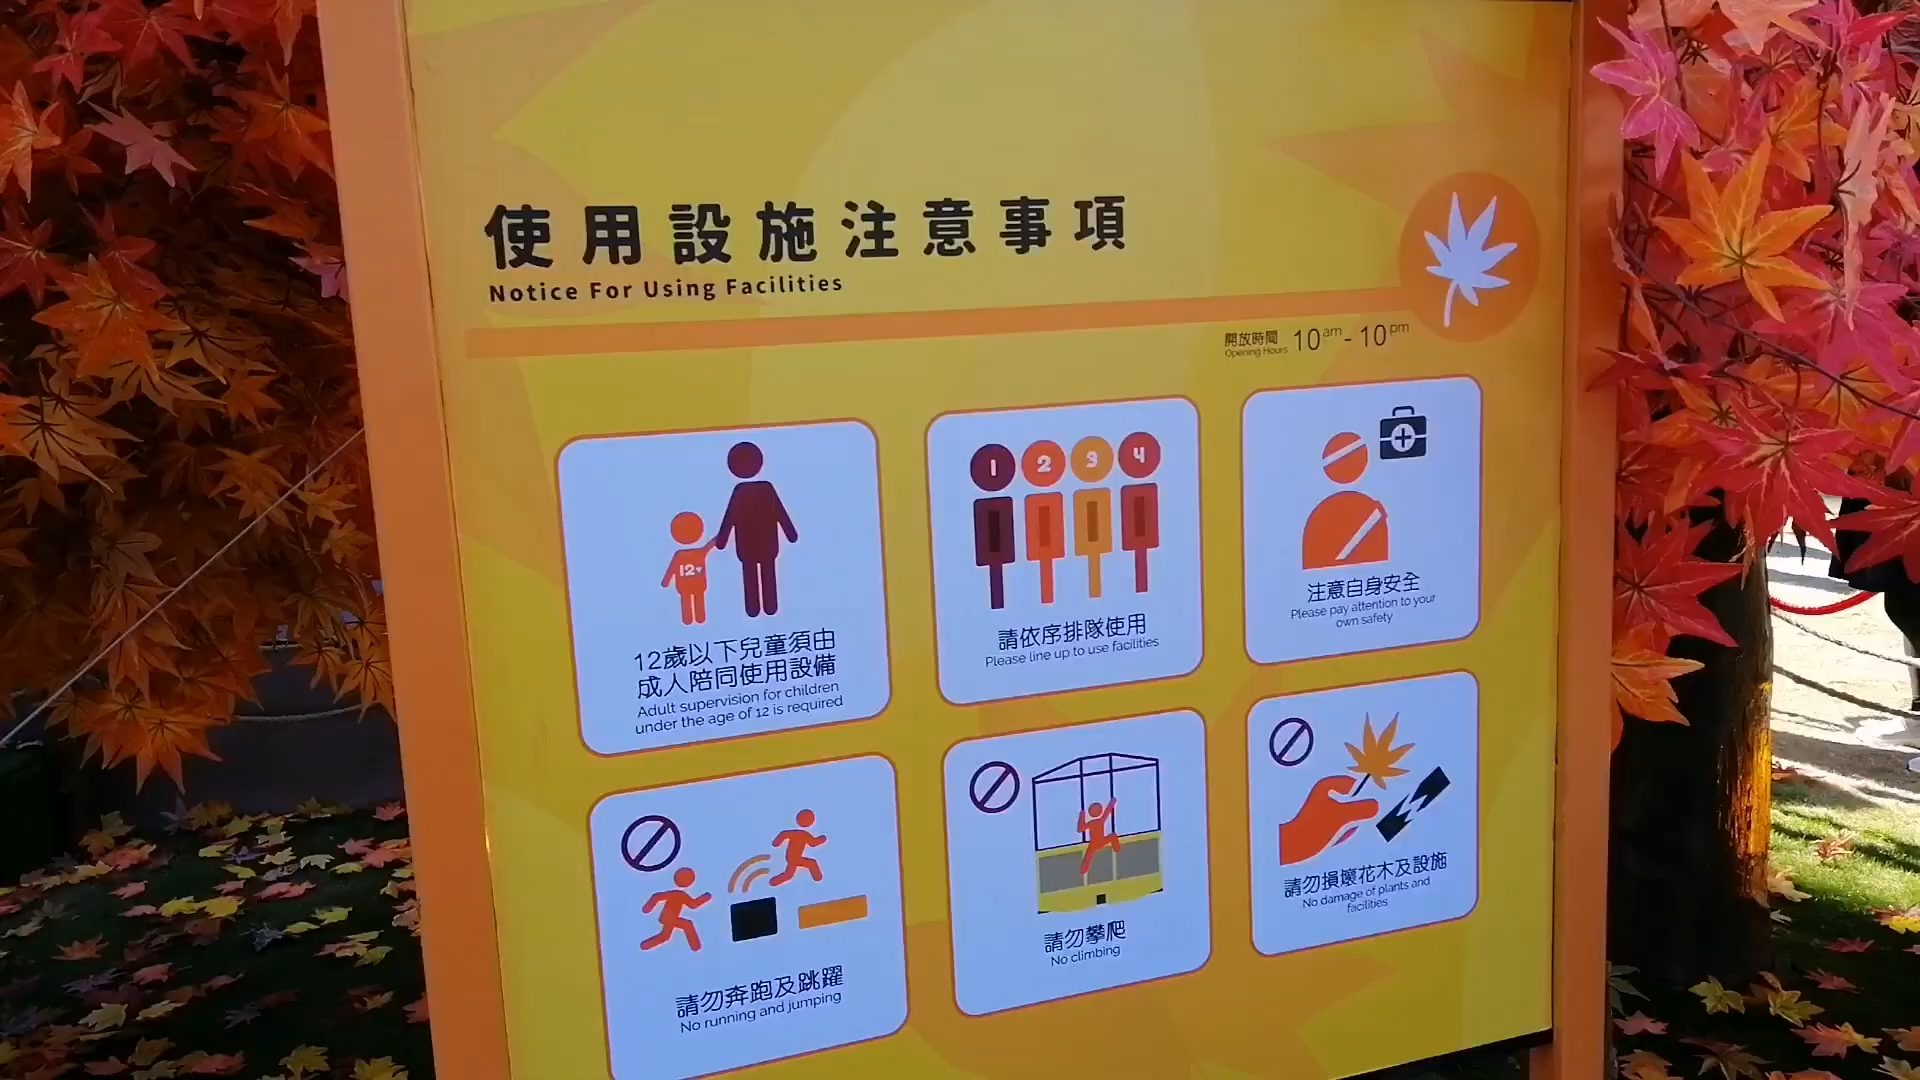 使用設施注意事項
Notice For Using Facilities
開放時間 10am - 10pm
Opening Hours
12▼
12歲以下兒童須由
成人陪同使用設備
Adult supervision for children
under the age of 12 is required
1 2 3 4
請依序排隊使用
Please line up to use facilities
注意自身安全
Please pay attention to your
own safety
請勿奔跑及跳躍
No running and jumping
請勿攀爬
No climbing
請勿損壞花木及設施
No damage of plants and
facilities